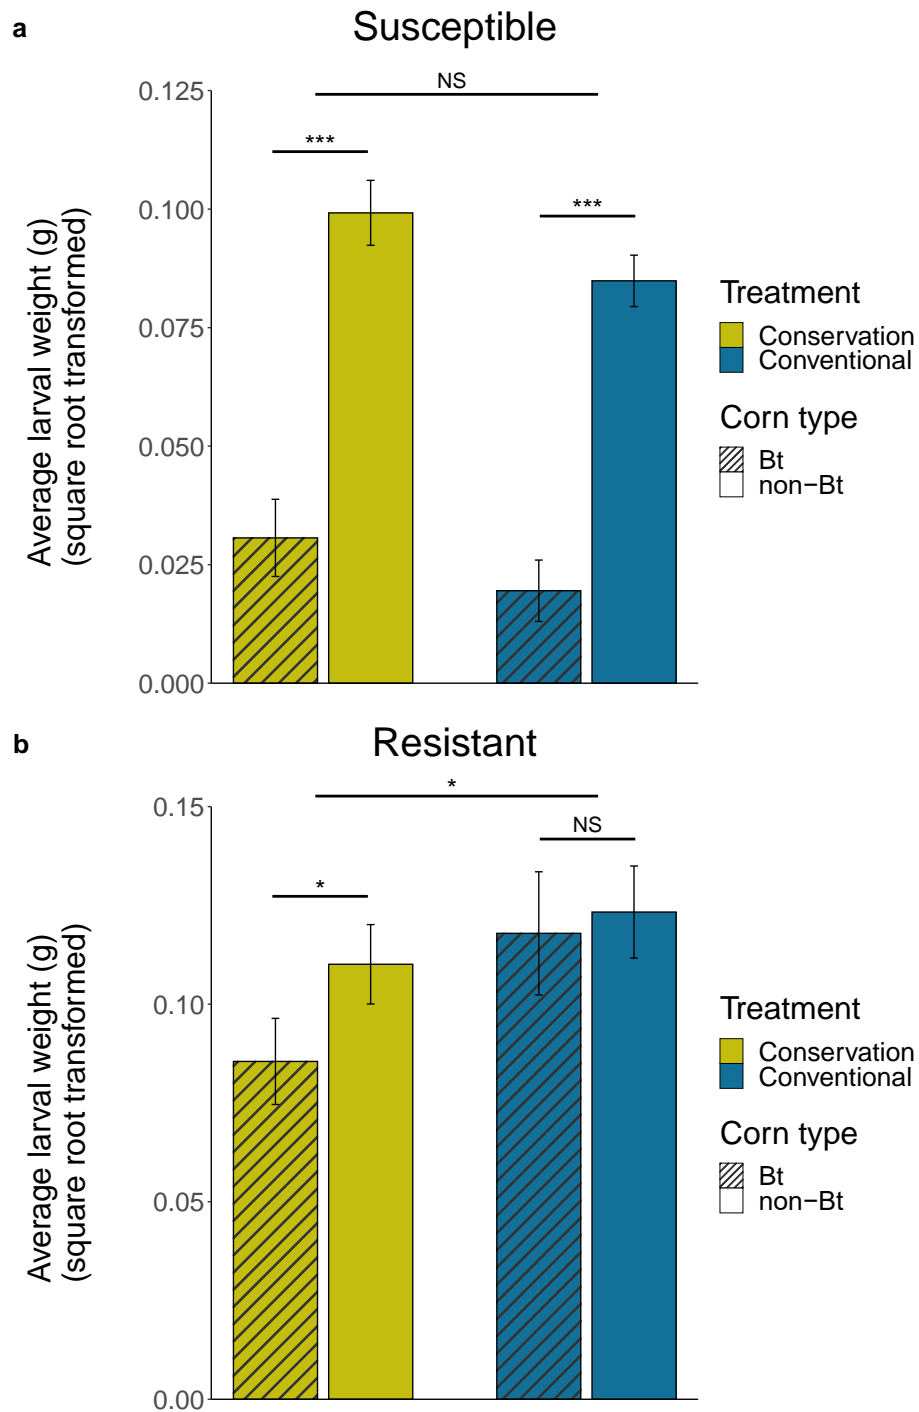 a
Susceptible
NS
***
***
0.125
0.100
0.075
0.050
0.025
0.000
Average larval weight (g)
(square root transformed)
Treatment
Conservation
Conventional
Corn type
Bt
non−Bt
b
Resistant
*
NS
*
0.15
0.10
0.05
0.00
Average larval weight (g)
(square root transformed)
Treatment
Conservation
Conventional
Corn type
Bt
non−Bt